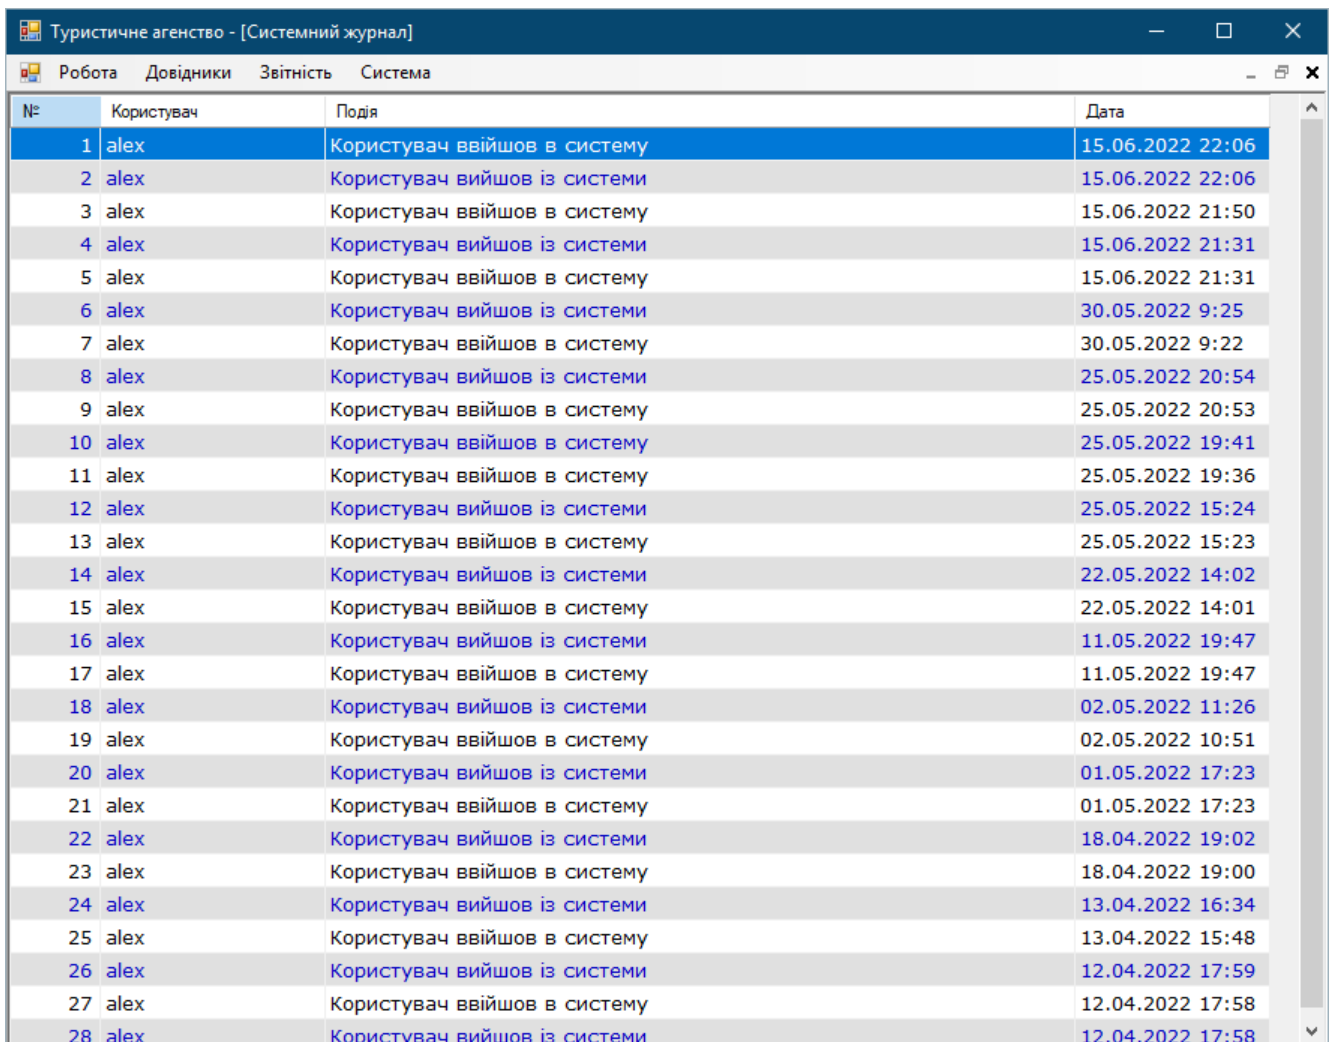 Туристичне агенство - [Системний журнал]
Робота Довідники Звітність Система
№ Користувач Подія Дата
1 alex Користувач ввійшов в систему 15.06.2022 22:06
2 alex Користувач вийшов із системи 15.06.2022 22:06
3 alex Користувач ввійшов в систему 15.06.2022 21:50
4 alex Користувач вийшов із системи 15.06.2022 21:31
5 alex Користувач ввійшов в систему 15.06.2022 21:31
6 alex Користувач вийшов із системи 30.05.2022 9:25
7 alex Користувач ввійшов в систему 30.05.2022 9:22
8 alex Користувач вийшов із системи 25.05.2022 20:54
9 alex Користувач ввійшов в систему 25.05.2022 20:53
10 alex Користувач ввійшов в систему 25.05.2022 19:41
11 alex Користувач ввійшов в систему 25.05.2022 19:36
12 alex Користувач вийшов із системи 25.05.2022 15:24
13 alex Користувач ввійшов в систему 25.05.2022 15:23
14 alex Користувач вийшов із системи 22.05.2022 14:02
15 alex Користувач ввійшов в систему 22.05.2022 14:01
16 alex Користувач вийшов із системи 11.05.2022 19:47
17 alex Користувач ввійшов в систему 11.05.2022 19:47
18 alex Користувач вийшов із системи 02.05.2022 11:26
19 alex Користувач ввійшов в систему 02.05.2022 10:51
20 alex Користувач вийшов із системи 01.05.2022 17:23
21 alex Користувач ввійшов в систему 01.05.2022 17:23
22 alex Користувач вийшов із системи 18.04.2022 19:02
23 alex Користувач ввійшов в систему 18.04.2022 19:00
24 alex Користувач вийшов із системи 13.04.2022 16:34
25 alex Користувач ввійшов в систему 13.04.2022 15:48
26 alex Користувач вийшов із системи 12.04.2022 17:59
27 alex Користувач ввійшов в систему 12.04.2022 17:58
28 alex Користувач вийшов із системи 12.04.2022 17:58